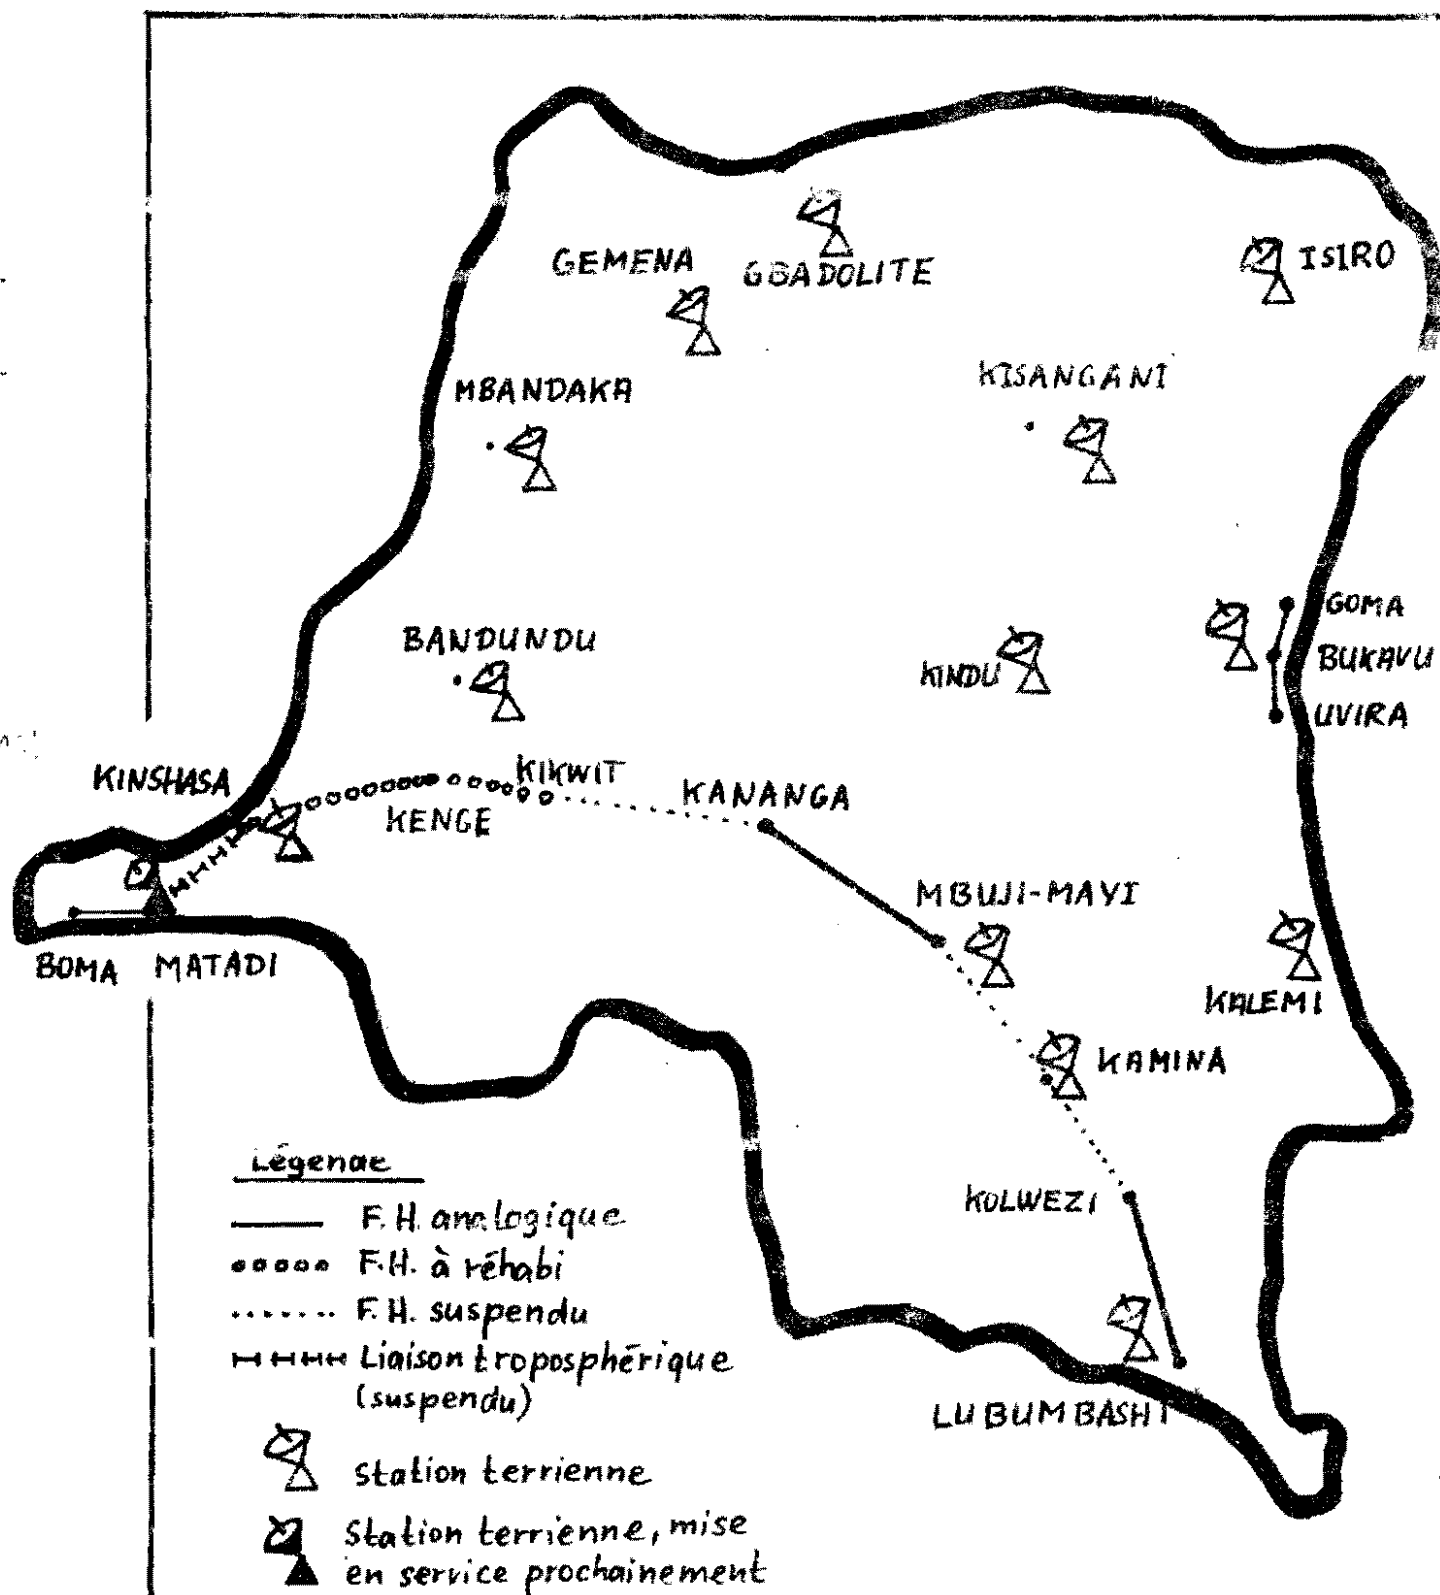 GEMENA
GBADOLITE
ISIRO
MBANDAKA
KISANGANI
GOMA
BANDUNDU
KINDU
BUKAVU
UVIRA
KINSHASA
KIKWIT
KANANGA
KENGE
MBUJI-MAYI
BOMA MATADI
KALEMI
KAMINA
Légende
KOLWEZI
F.H. analogique
F.H. à réhabi
F.H. suspendu
Liaison troposphérique
(suspendu)
LUBUMBASHI
Station terrienne
Station terrienne, mise
en service prochainement